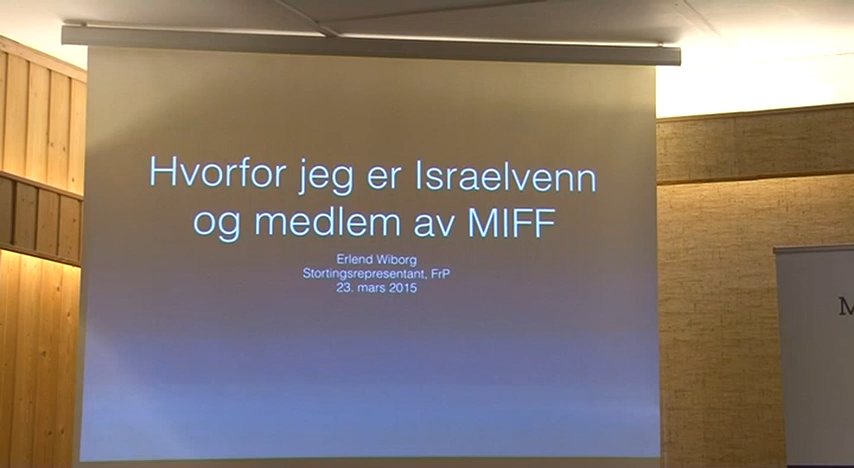 Hvorfor jeg er Israelvenn
og medlem av MIFF
Erlend Wiborg
Stortingsrepresentant, FrP
23. mars 2015
M